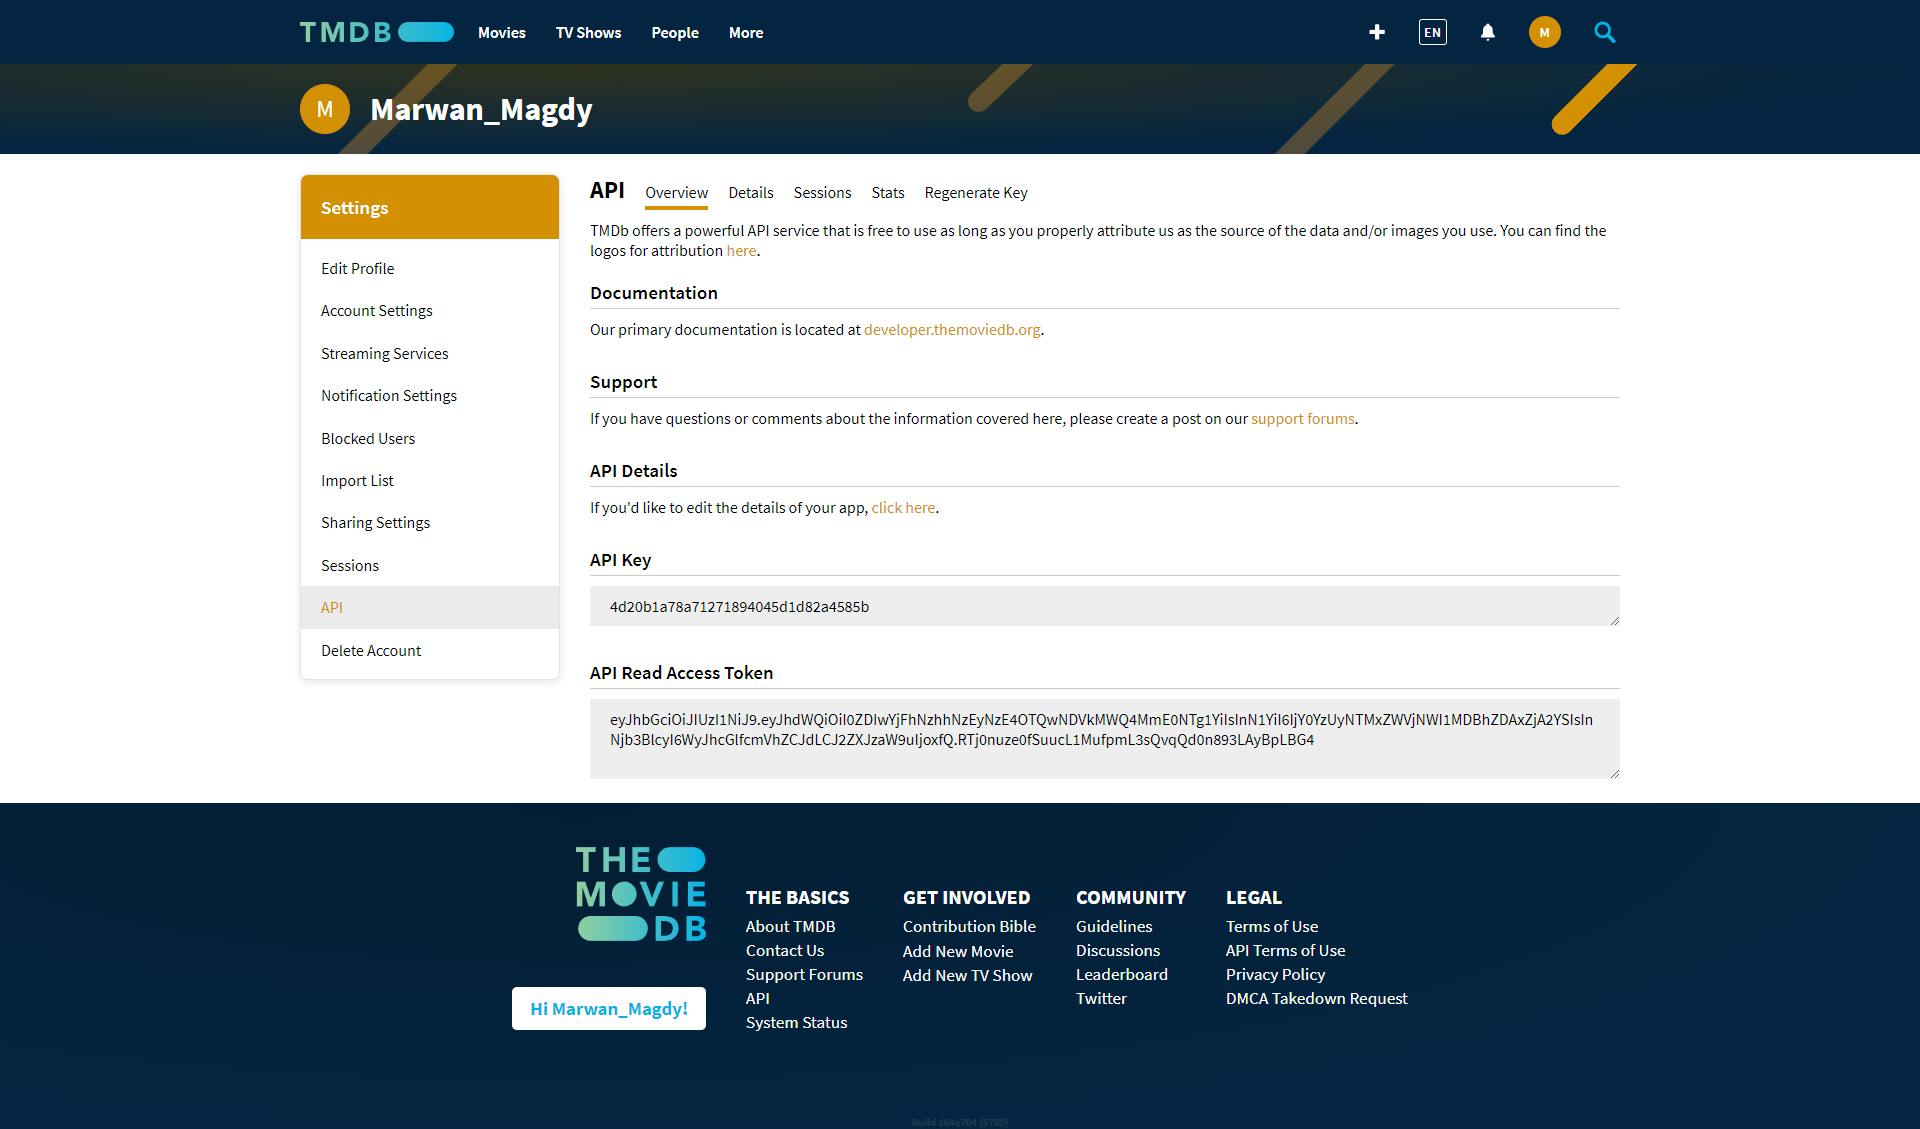 TMDB
Movies
TV Shows
People
More
EN
M
M
Marwan_Magdy
Settings
Edit Profile
Account Settings
Streaming Services
Notification Settings
Blocked Users
Import List
Sharing Settings
Sessions
API
Delete Account
API
Overview
Details
Sessions
Stats
Regenerate Key
TMDb offers a powerful API service that is free to use as long as you properly attribute us as the source of the data and/or images you use. You can find the
logos for attribution here.
Documentation
Our primary documentation is located at developer.themoviedb.org.
Support
If you have questions or comments about the information covered here, please create a post on our support forums.
API Details
If you'd like to edit the details of your app, click here.
API Key
4d20b1a78a71271894045d1d82a4585b
API Read Access Token
eyJhbGciOiJIUzI1NiJ9.eyJhdWQiOiI0ZDIwYjFhNzhhNzEyNzE4OTQwNDVkMWQ4MmE0NTg1YiIsInN1YiI6IjY0YzUyNTMxZWVjNWI1MDBhZDAxZjA2YSIsIn
Njb3BlcyI6WyJhcGlfcmVhZCJdLCJ2ZXJzaW9uIjoxfQ.RTj0nuze0fSuucL1MufpmL3sQvqQd0n893LAyBpLBG4
THE
MOVIE
DB
Hi Marwan_Magdy!
THE BASICS
About TMDB
Contact Us
Support Forums
API
System Status
GET INVOLVED
Contribution Bible
Add New Movie
Add New TV Show
COMMUNITY
Guidelines
Discussions
Leaderboard
Twitter
LEGAL
Terms of Use
API Terms of Use
Privacy Policy
DMCA Takedown Request
Build 164c704 (5705)